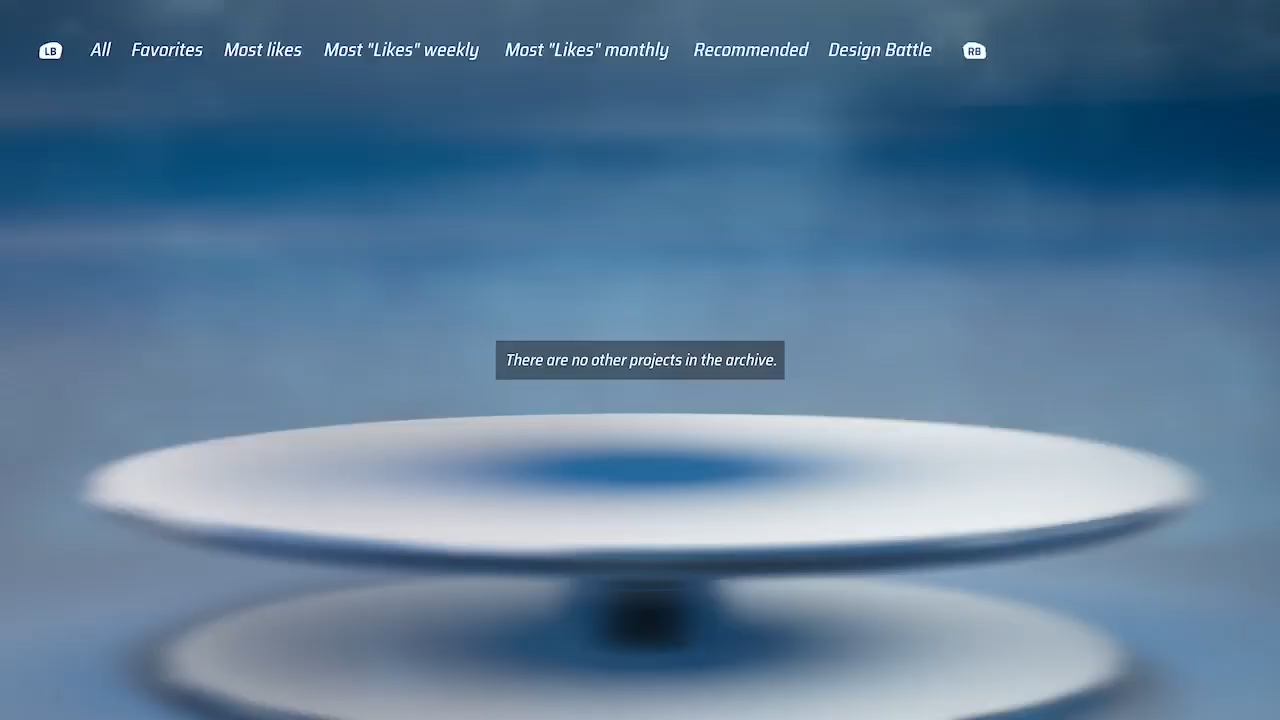 LB All Favorites Most likes Most "Likes" weekly Most "Likes" monthly Recommended Design Battle RB
There are no other projects in the archive.